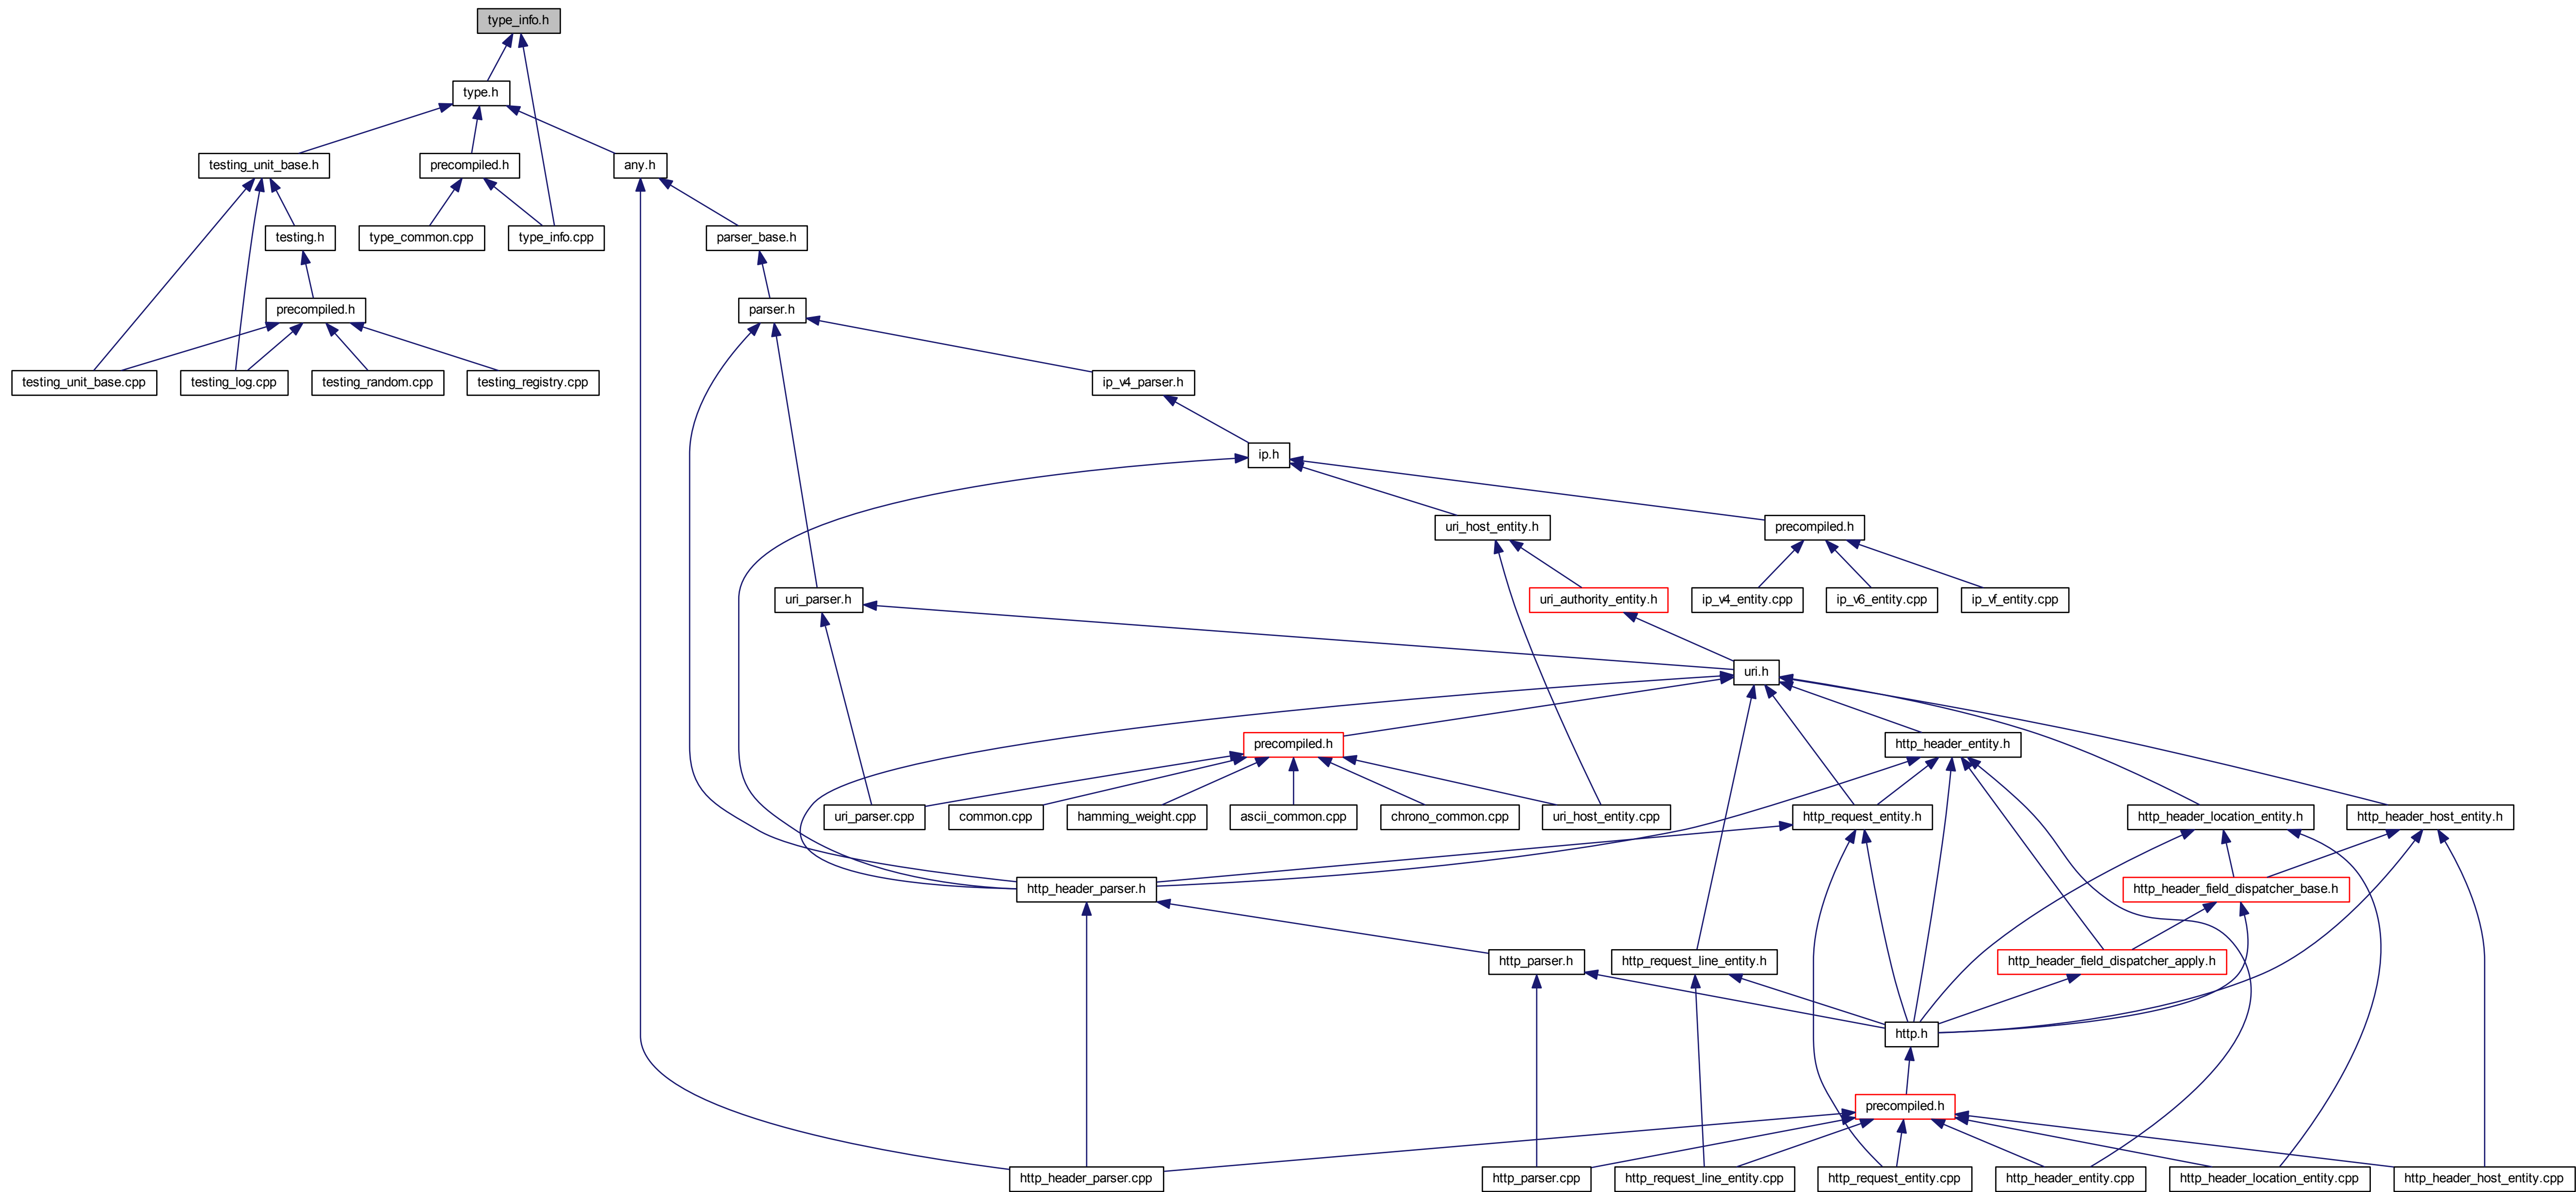 type_info.h
type.h
testing_unit_base.h
precompiled.h
any.h
testing.h
type_common.cpp
type_info.cpp
parser_base.h
precompiled.h
parser.h
testing_unit_base.cpp
testing_log.cpp
testing_random.cpp
testing_registry.cpp
ip_v4_parser.h
ip.h
uri_host_entity.h
precompiled.h
uri_parser.h
uri_authority_entity.h
ip_v4_entity.cpp
ip_v6_entity.cpp
ip_vf_entity.cpp
uri.h
precompiled.h
http_header_entity.h
uri_parser.cpp
common.cpp
hamming_weight.cpp
ascii_common.cpp
chrono_common.cpp
uri_host_entity.cpp
http_request_entity.h
http_header_location_entity.h
http_header_host_entity.h
http_header_parser.h
http_header_field_dispatcher_base.h
http_parser.h
http_request_line_entity.h
http_header_field_dispatcher_apply.h
http.h
precompiled.h
http_header_parser.cpp
http_parser.cpp
http_request_line_entity.cpp
http_request_entity.cpp
http_header_entity.cpp
http_header_location_entity.cpp
http_header_host_entity.cpp